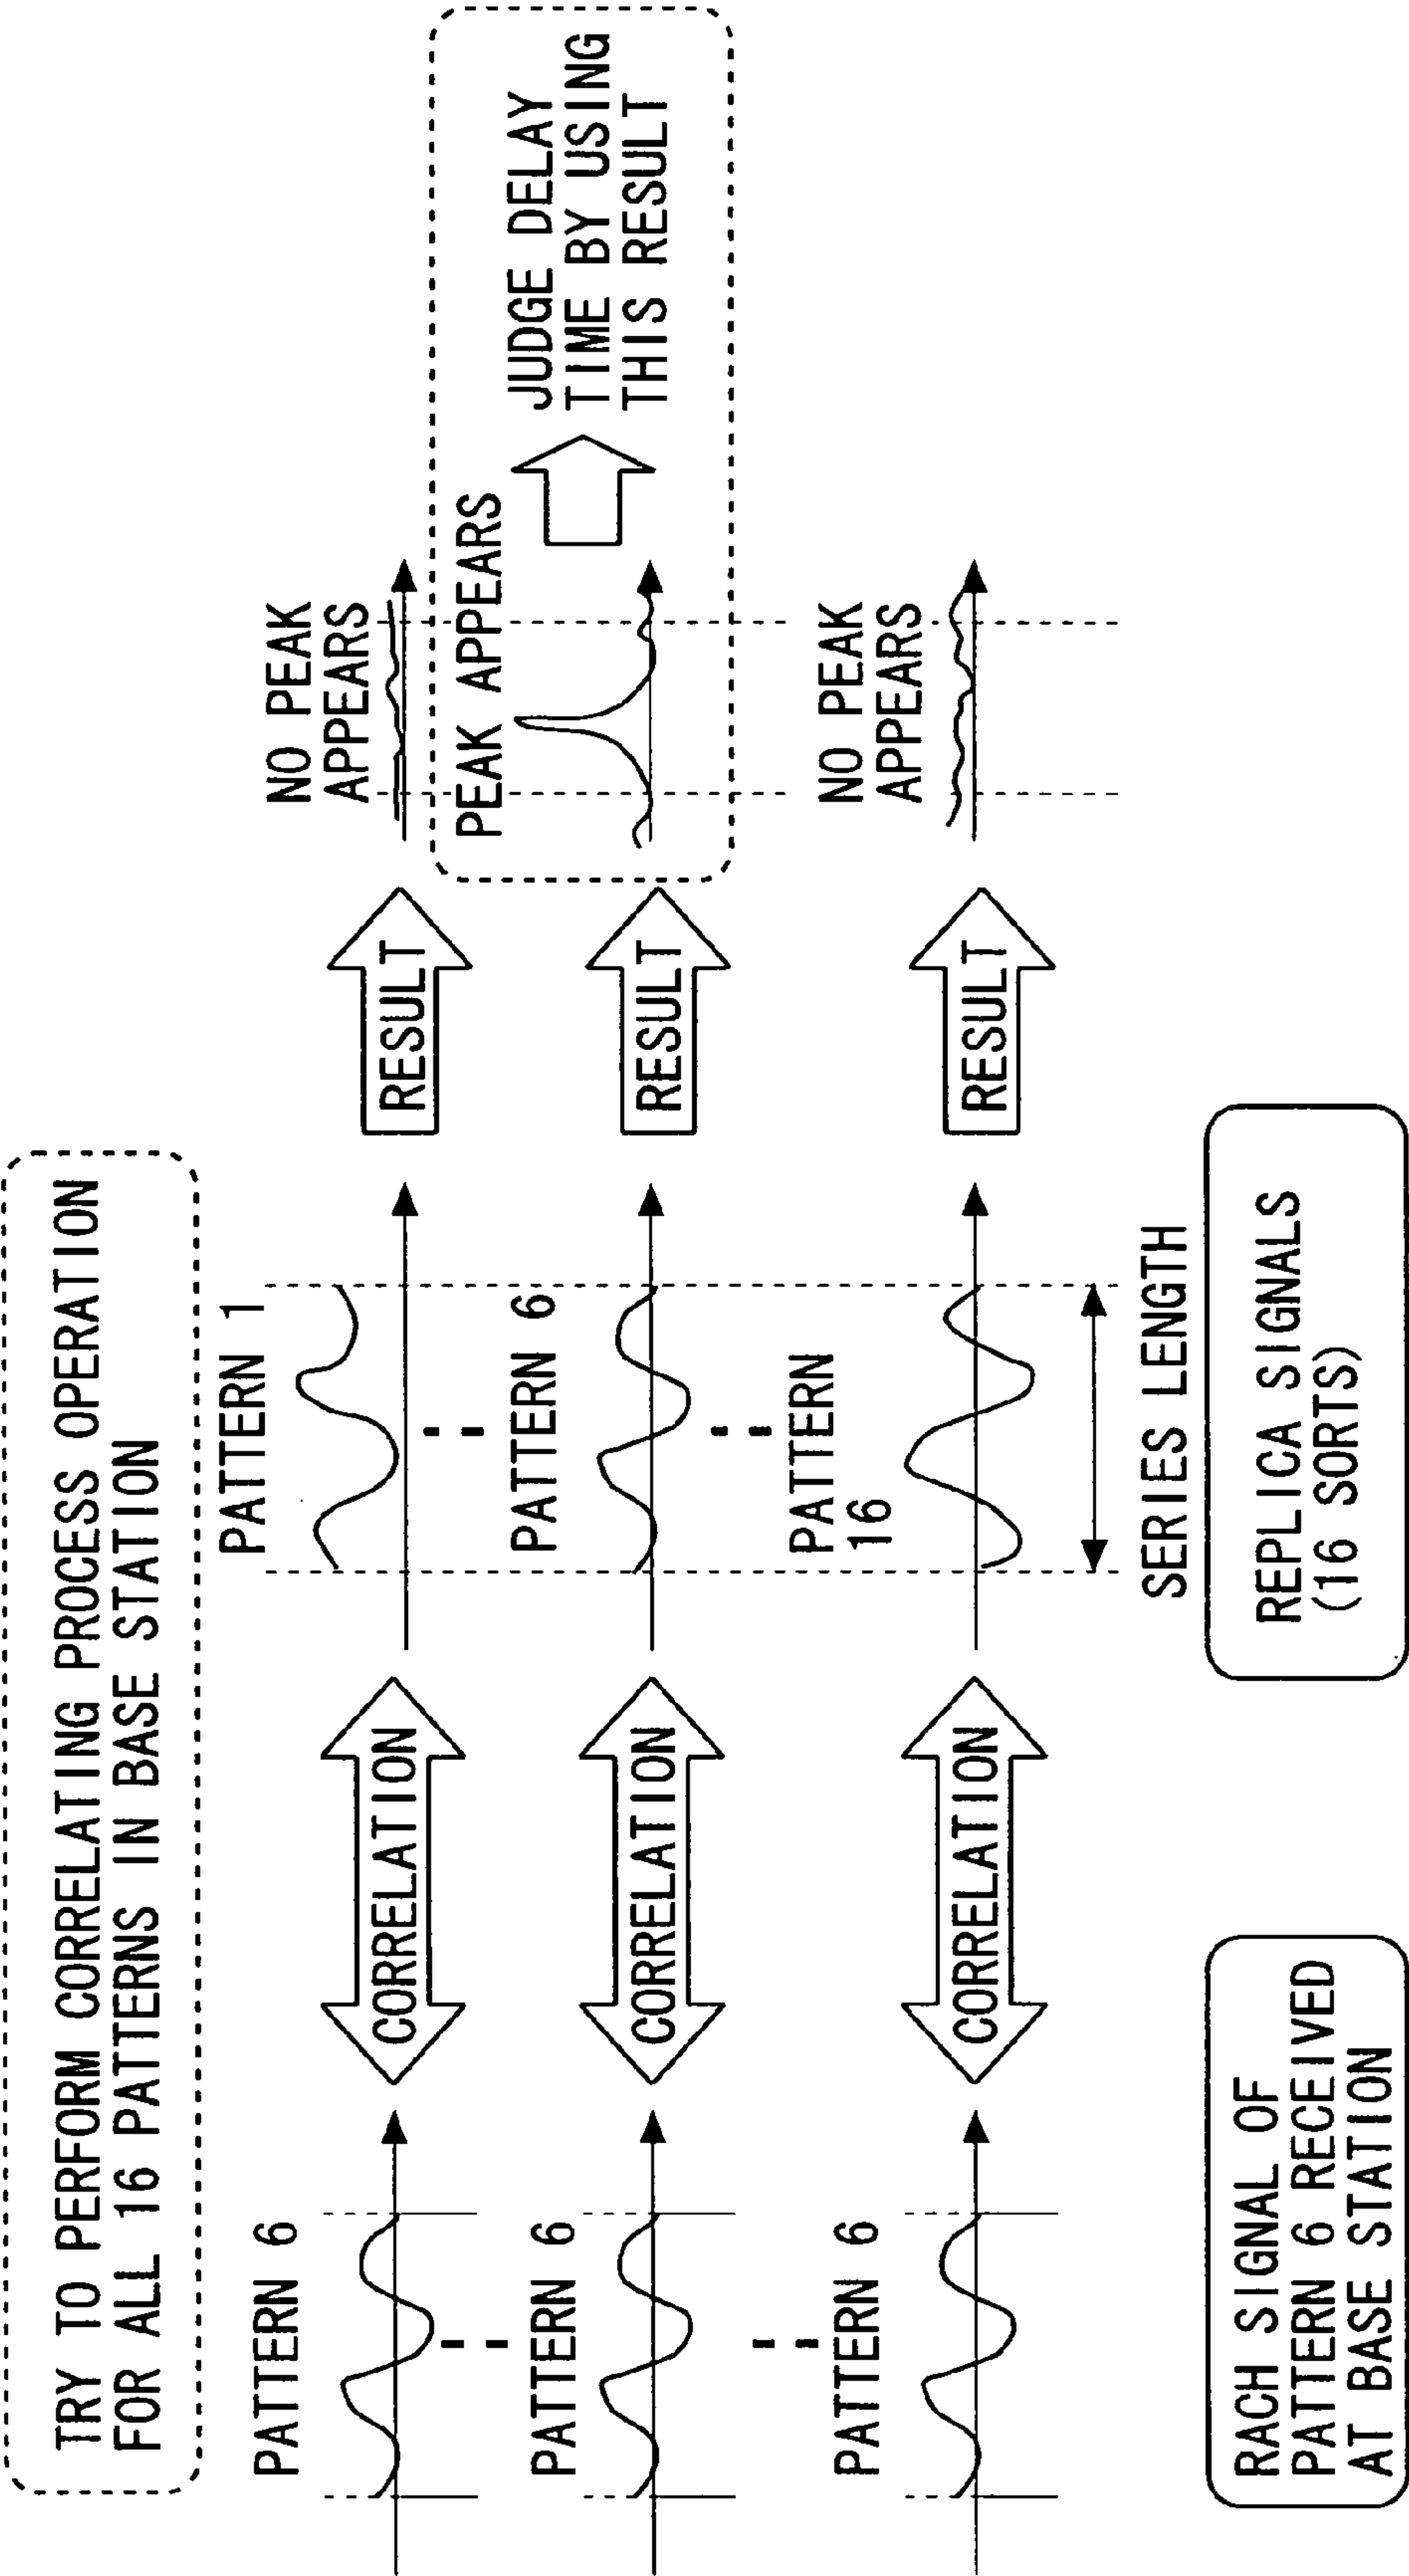 TRY TO PERFORM CORRELATING PROCESS OPERATION
FOR ALL 16 PATTERNS IN BASE STATION
PATTERN 6
CORRELATION
PATTERN 1
RESULT
NO PEAK
APPEARS
PATTERN 6
CORRELATION
PATTERN 6
RESULT
PEAK APPEARS
JUDGE DELAY
TIME BY USING
THIS RESULT
PATTERN 6
CORRELATION
PATTERN
16
RESULT
NO PEAK
APPEARS
SERIES LENGTH
RACH SIGNAL OF
PATTERN 6 RECEIVED
AT BASE STATION
REPLICA SIGNALS
(16 SORTS)